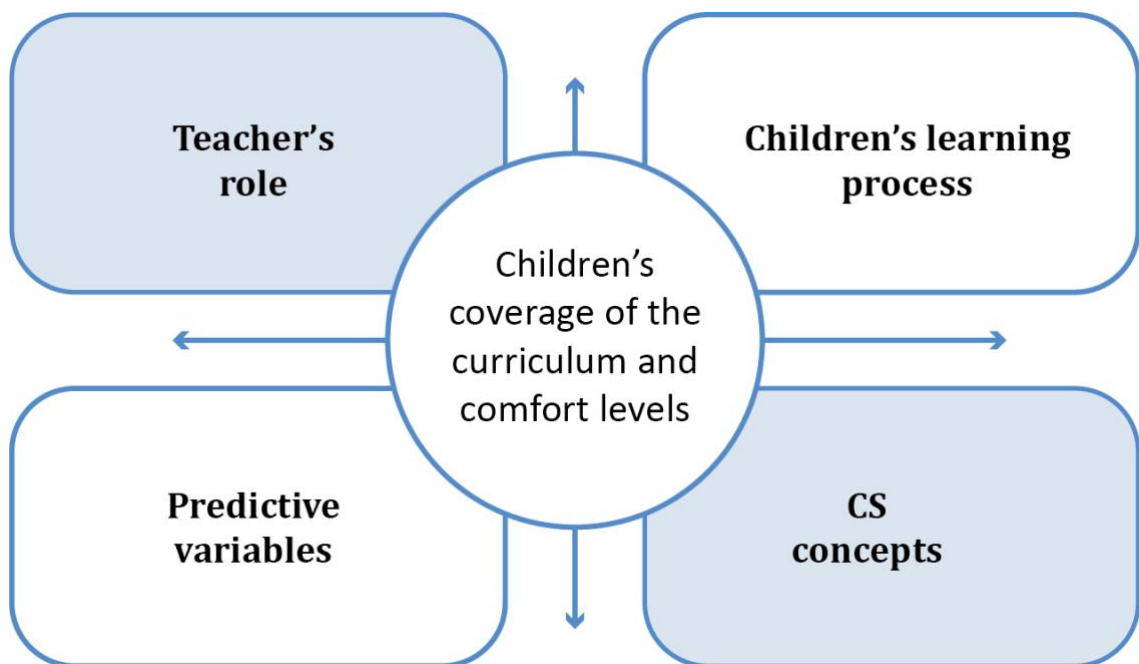 Teacher’s
role
Children’s learning
process
Children’s
coverage of the
curriculum and
comfort levels
Predictive
variables
CS
concepts